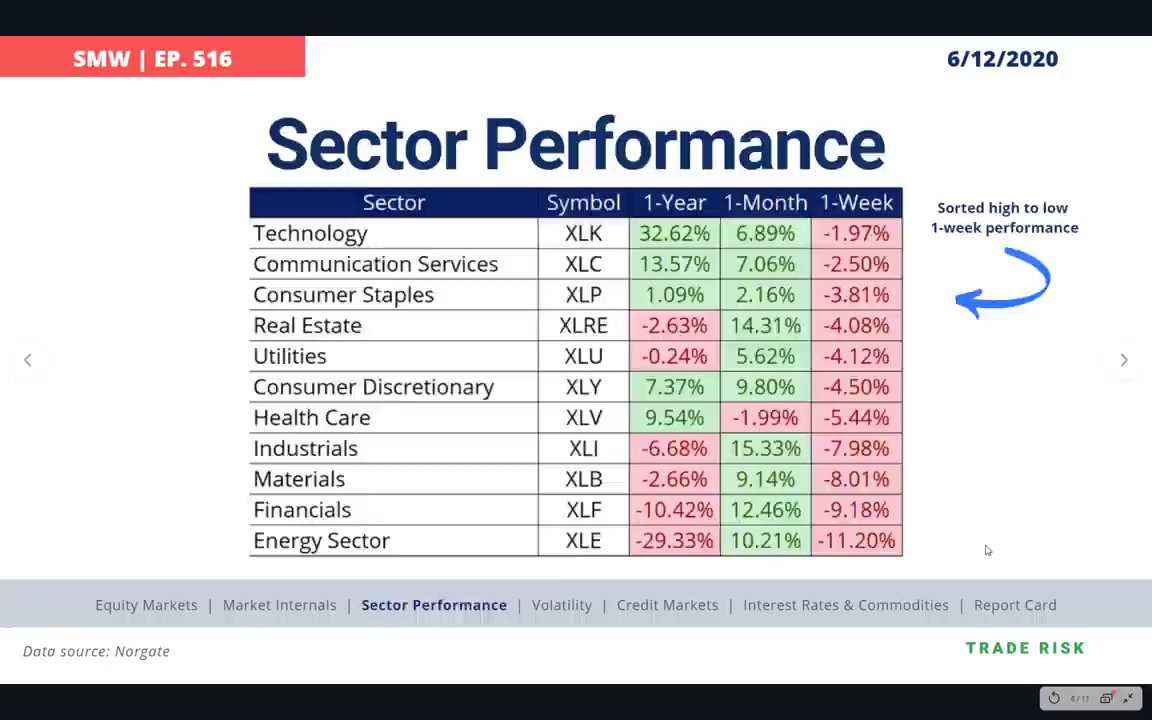 SMW | EP. 516
6/12/2020
Sector Performance
Sector Symbol 1-Year 1-Month 1-Week
Technology XLK 32.62% 6.89% -1.97%
Communication Services XLC 13.57% 7.06% -2.50%
Consumer Staples XLP 1.09% 2.16% -3.81%
Real Estate XLRE -2.63% 14.31% -4.08%
Utilities XLU -0.24% 5.62% -4.12%
Consumer Discretionary XLY 7.37% 9.80% -4.50%
Health Care XLV 9.54% -1.99% -5.44%
Industrials XLI -6.68% 15.33% -7.98%
Materials XLB -2.66% 9.14% -8.01%
Financials XLF -10.42% 12.46% -9.18%
Energy Sector XLE -29.33% 10.21% -11.20%
Sorted high to low
1-week performance
Equity Markets | Market Internals | Sector Performance | Volatility | Credit Markets | Interest Rates & Commodities | Report Card
Data source: Norgate
TRADE RISK
6/11